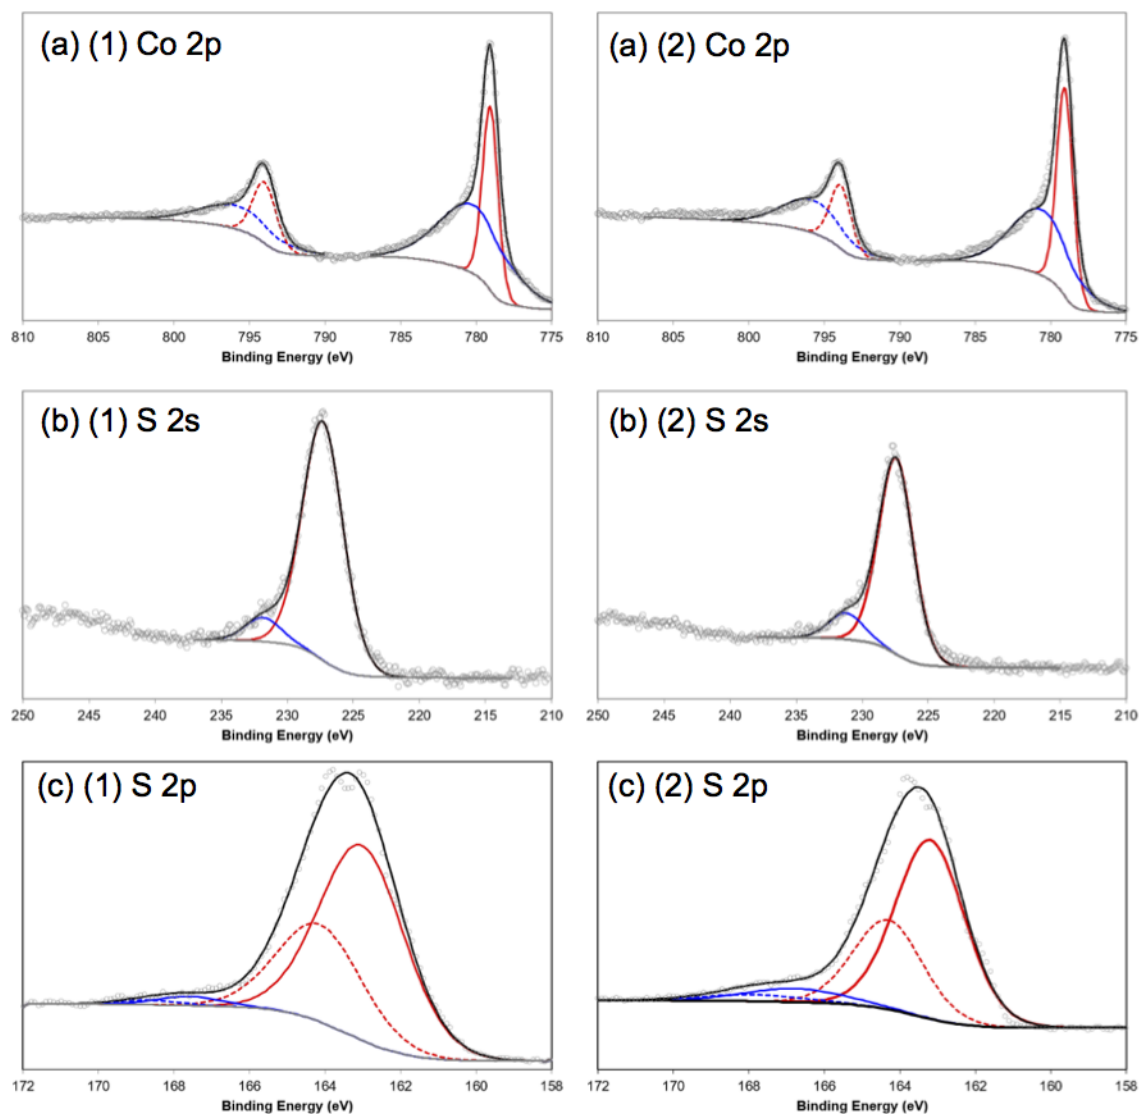 (a) (1) Co 2p
810 805 800 795 790 785 780 775
Binding Energy (eV)
a) (2) Co 2p
810 805 800 795 790 785 780 775
Binding Energy (eV)
(b) (1) S 2s
250 245 240 235 230 225 220 215 210
Binding Energy (eV)
(b) (2) S 2s
250 245 240 235 230 225 220 215 210
Binding Energy (eV)
(c) (1) S 2p
172 170 168 166 164 162 160 158
Binding Energy (eV)
(c) (2) S 2p
172 170 168 166 164 162 160 158
Binding Energy (eV)